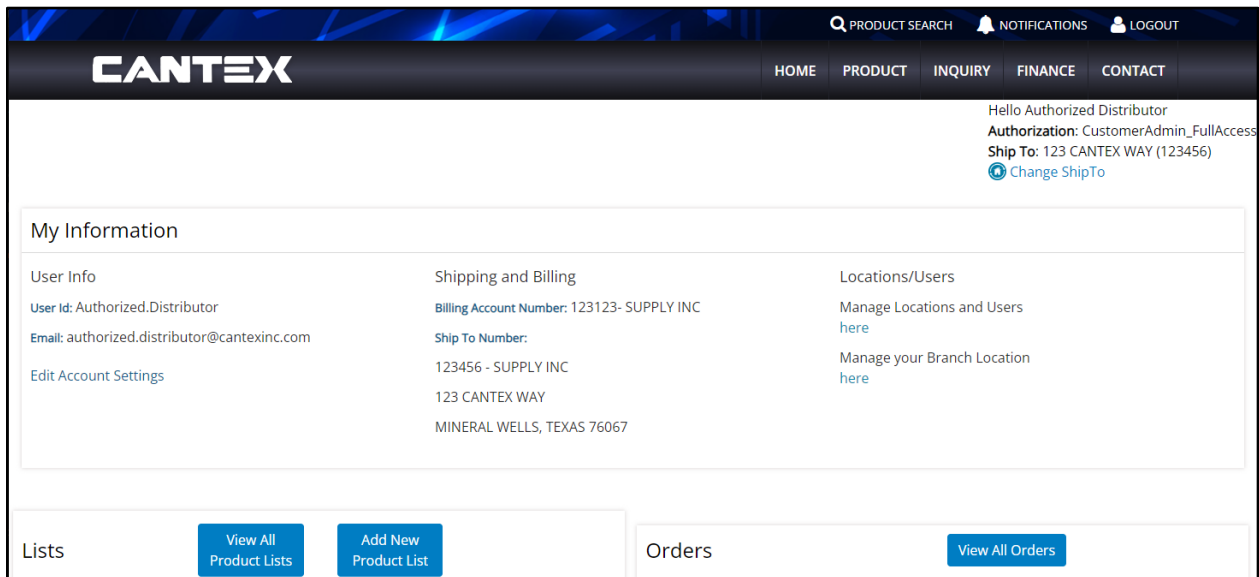 PRODUCT SEARCH NOTIFICATIONS LOGOUT
CANTEX
HOME PRODUCT INQUIRY FINANCE CONTACT
Hello Authorized Distributor
Authorization: CustomerAdmin_FullAccess
Ship To: 123 CANTEX WAY (123456)
Change ShipTo
My Information
User Info
User Id: Authorized.Distributor
Email: authorized.distributor@cantexinc.com
Edit Account Settings
Shipping and Billing
Billing Account Number: 123123- SUPPLY INC
Ship To Number:
123456 - SUPPLY INC
123 CANTEX WAY
MINERAL WELLS, TEXAS 76067
Locations/Users
Manage Locations and Users
here
Manage your Branch Location
here
Lists
View All
Product Lists
Add New
Product List
Orders
View All Orders